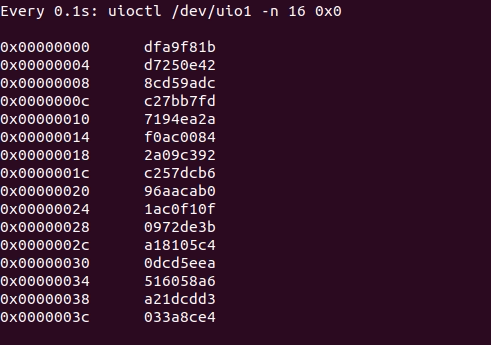 Every 0.1s: uioctl /dev/uio1 -n 16 0x0
0x00000000 dfa9f81b
0x00000004 d7250e42
0x00000008 8cd59adc
0x0000000c c27bb7fd
0x00000010 7194ea2a
0x00000014 f0ac0084
0x00000018 2a09c392
0x0000001c c257dcb6
0x00000020 96aacab0
0x00000024 1ac0f10f
0x00000028 0972de3b
0x0000002c a18105c4
0x00000030 0dcd5eea
0x00000034 516058a6
0x00000038 a21dcdd3
0x0000003c 033a8ce4